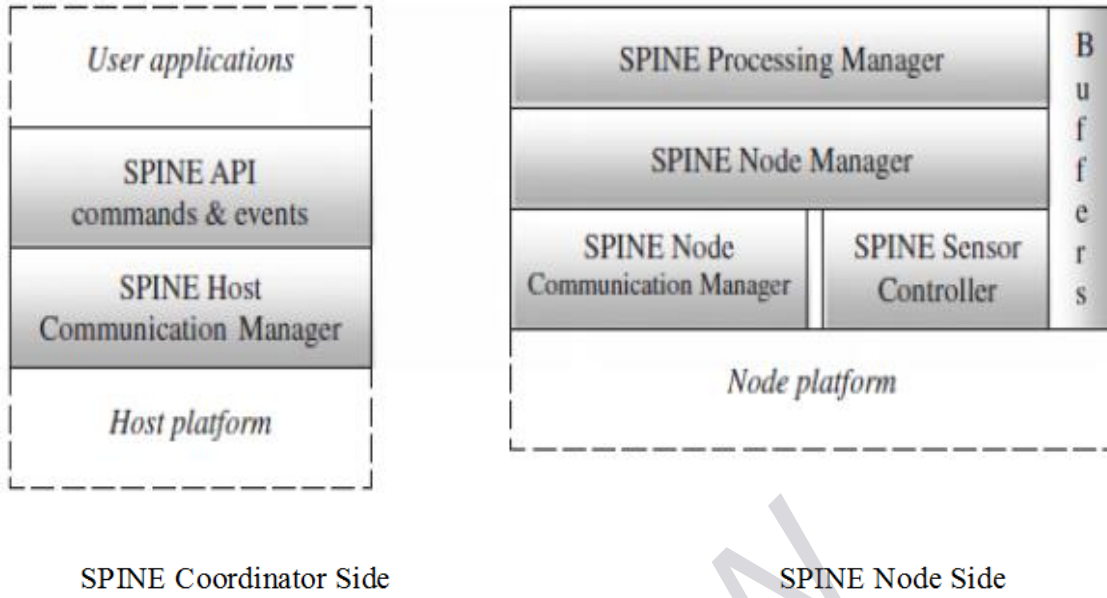 User applications
SPINE API
commands & events
SPINE Host
Communication Manager
Host platform
SPINE Coordinator Side
SPINE Processing Manager
SPINE Node Manager
SPINE Node
Communication Manager
SPINE Sensor
Controller
Buffers
Node platform
SPINE Node Side